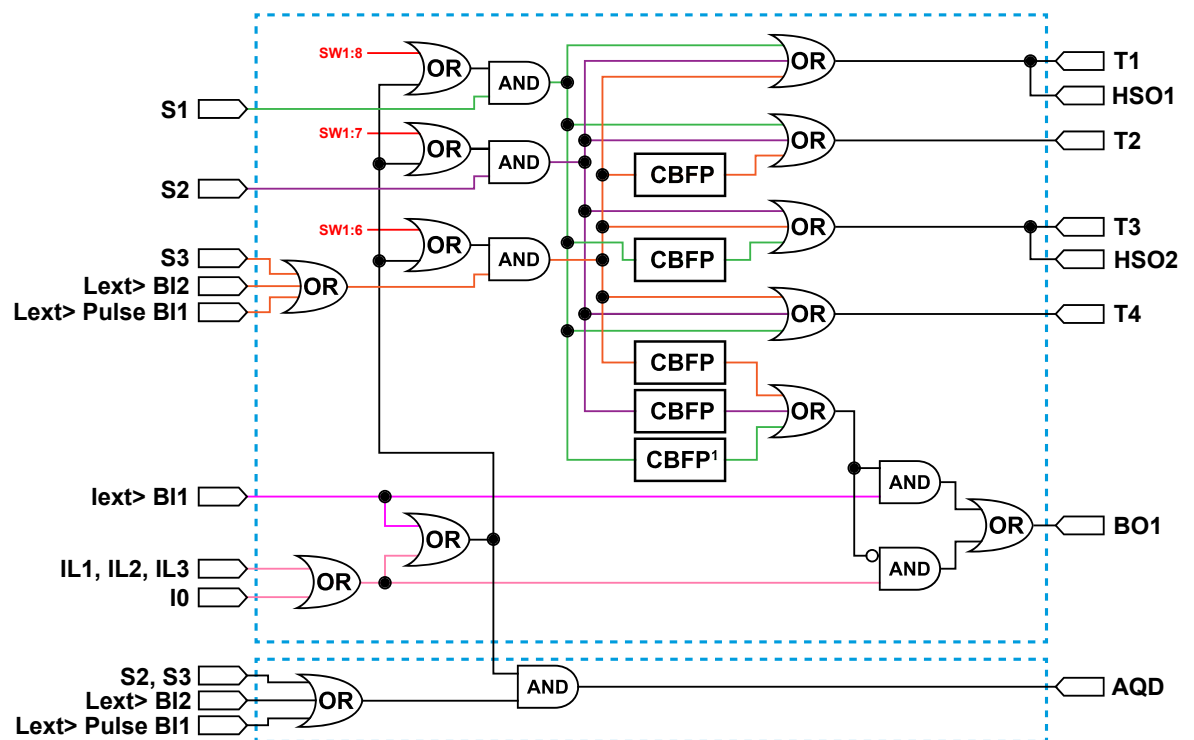 SW1:8
OR
AND
OR
T1
S1
HSO1
SW1:7
OR
AND
OR
T2
S2
CBFP
SW1:6
OR
AND
OR
T3
S3
CBFP
HSO2
Lext> BI2
OR
Lext> Pulse BI1
OR
T4
CBFP
CBFP
OR
CBFP¹
AND
Iext> BI1
OR
OR
BO1
IL1, IL2, IL3
OR
AND
I0
S2, S3
Lext> BI2
OR
AND
AQD
Lext> Pulse BI1